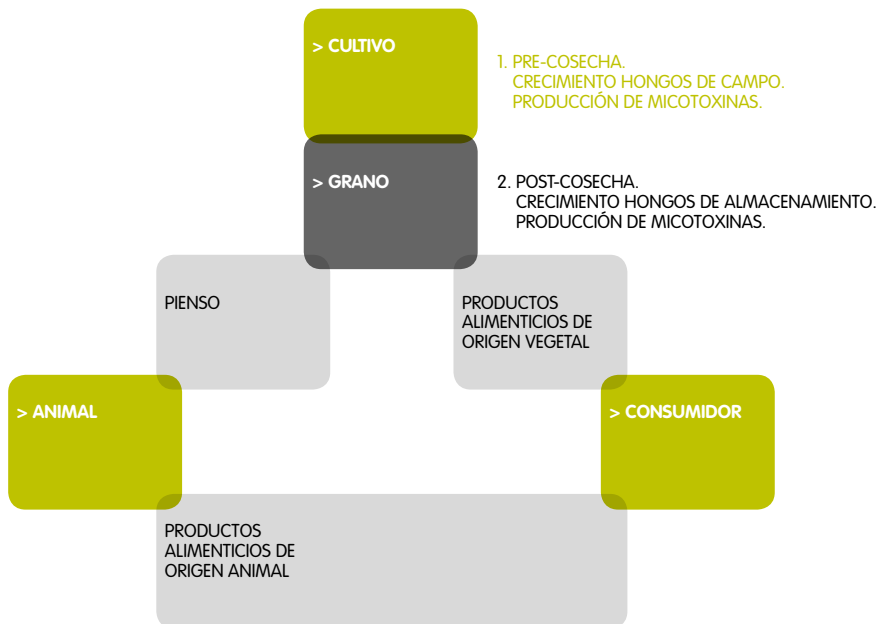 > CULTIVO
1. PRE-COSECHA.
CRECIMIENTO HONGOS DE CAMPO.
PRODUCCIÓN DE MICOTOXINAS.
> GRANO
2. POST-COSECHA.
CRECIMIENTO HONGOS DE ALMACENAMIENTO.
PRODUCCIÓN DE MICOTOXINAS.
PIENSO
PRODUCTOS
ALIMENTICIOS DE
ORIGEN VEGETAL
> ANIMAL
> CONSUMIDOR
PRODUCTOS
ALIMENTICIOS DE
ORIGEN ANIMAL